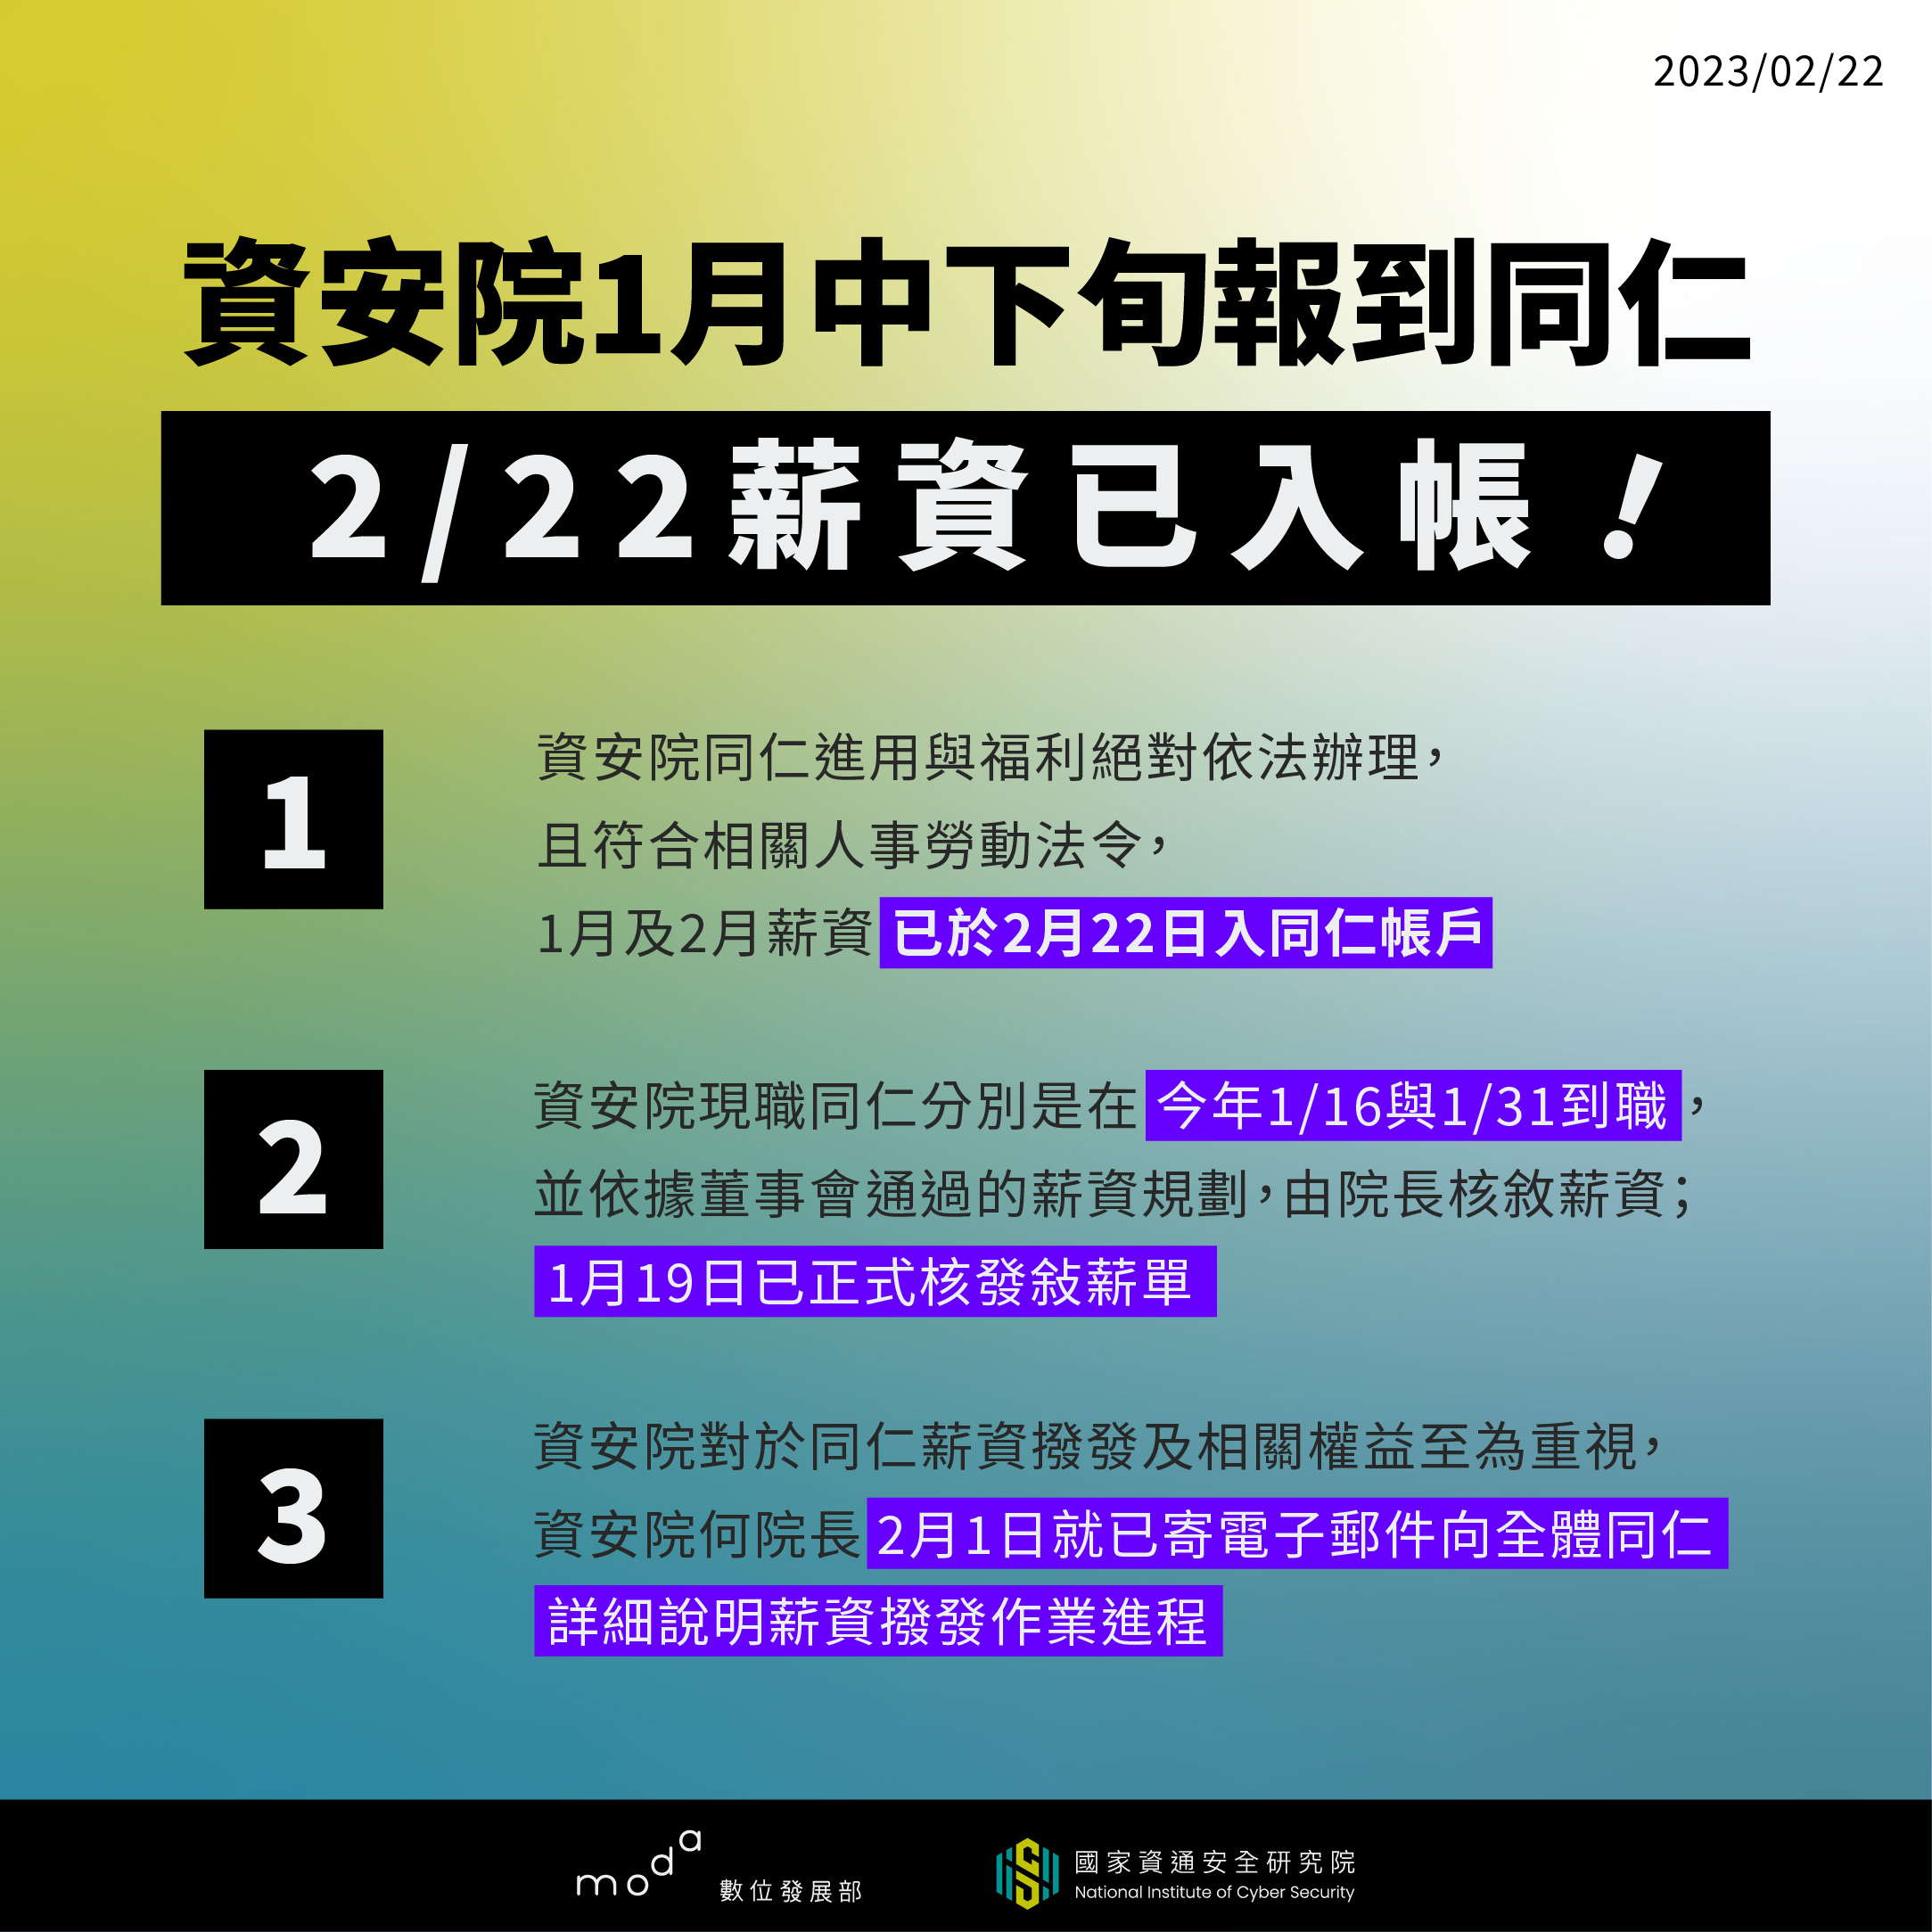 2023/02/22
資安院1月中下旬報到同仁
2/22薪資已入帳！
1
資安院同仁進用與福利絕對依法辦理，
且符合相關人事勞動法令，
1月及2月薪資已於2月22日入同仁帳戶
2
資安院現職同仁分別是在今年1/16與1/31到職，
並依據董事會通過的薪資規劃，由院長核敘薪資；
1月19日已正式核發敍薪單
3
資安院對於同仁薪資撥發及相關權益至為重視，
資安院何院長2月1日就已寄電子郵件向全體同仁
詳細說明薪資撥發作業進程
moda 數位發展部
國家資通安全研究院
National Institute of Cyber Security